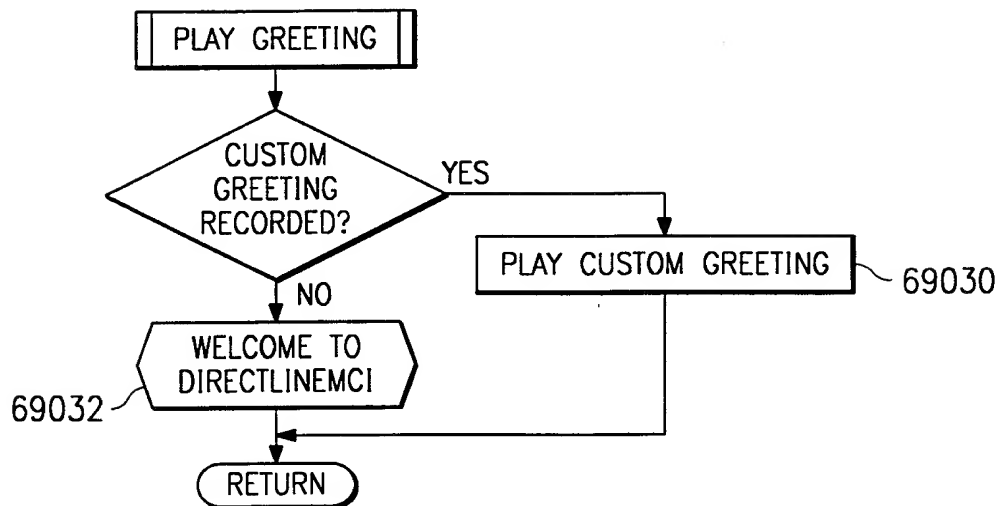 PLAY GREETING
CUSTOM
GREETING
RECORDED?
YES
PLAY CUSTOM GREETING
69030
NO
WELCOME TO
DIRECTLINEMCI
69032
RETURN